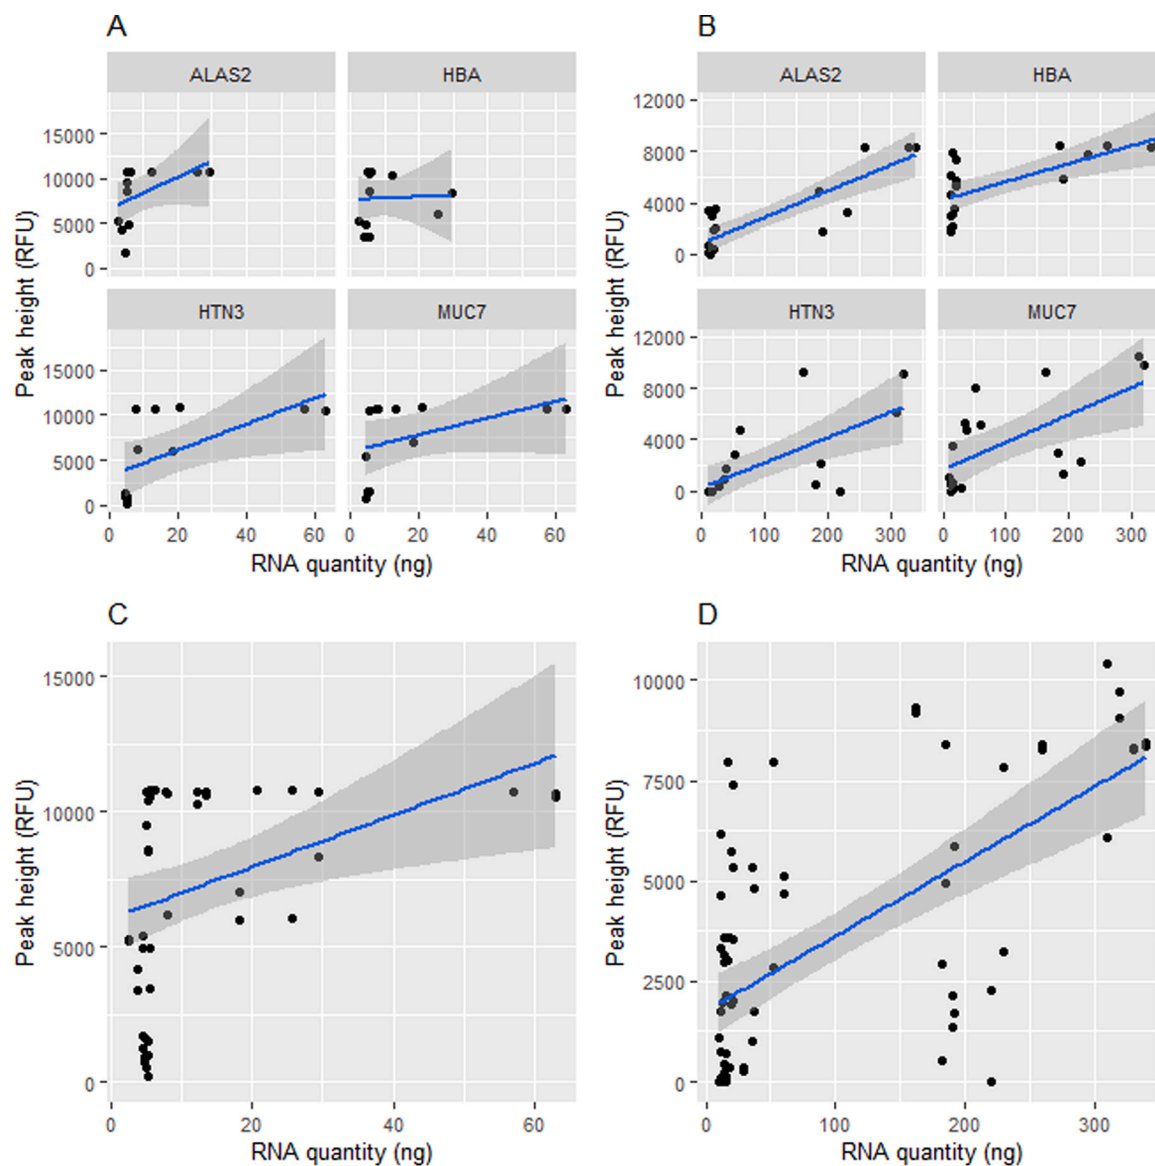 A
B
ALAS2 HBA
ALAS2 HBA
15000
10000
5000
0
12000
8000
4000
0
Peak height (RFU)
Peak height (RFU)
HTN3 MUC7
HTN3 MUC7
15000
10000
5000
0
12000
8000
4000
0
0 20 40 60 0 20 40 60
0 100 200 300 0 100 200 300
RNA quantity (ng)
RNA quantity (ng)
C
D
15000
10000
5000
0
Peak height (RFU)
10000
7500
5000
2500
0
Peak height (RFU)
0 20 40 60
0 100 200 300
RNA quantity (ng)
RNA quantity (ng)